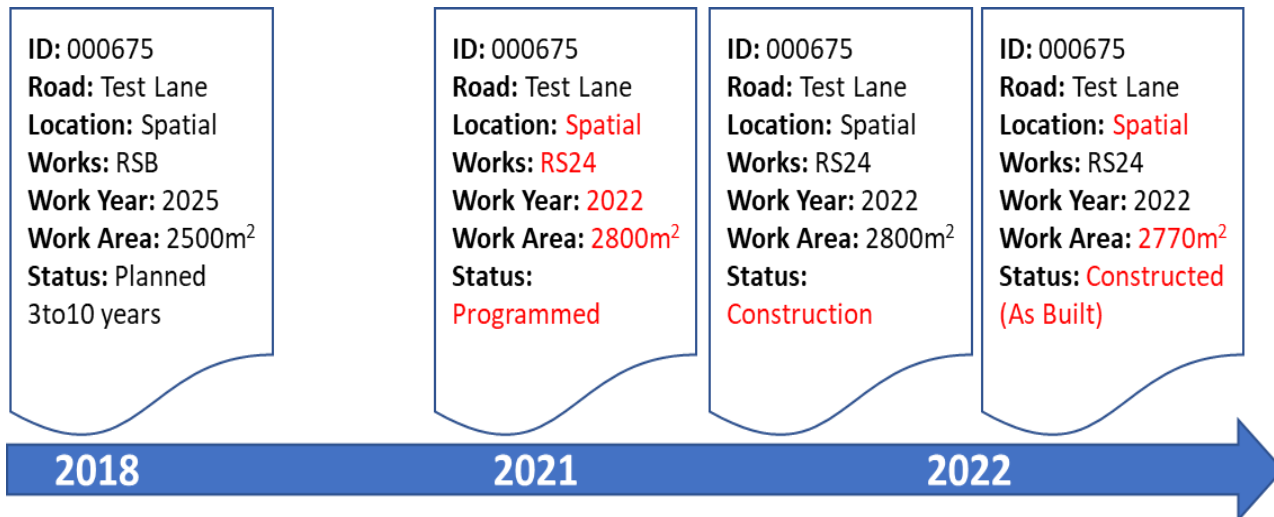 ID: 000675
Road: Test Lane
Location: Spatial
Works: RSB
Work Year: 2025
Work Area: 2500m²
Status: Planned
3to10 years
ID: 000675
Road: Test Lane
Location: Spatial
Works: RS24
Work Year: 2022
Work Area: 2800m²
Status:
Programmed
ID: 000675
Road: Test Lane
Location: Spatial
Works: RS24
Work Year: 2022
Work Area: 2800m²
Status:
Construction
ID: 000675
Road: Test Lane
Location: Spatial
Works: RS24
Work Year: 2022
Work Area: 2770m²
Status: Constructed
(As Built)
2018
2021
2022